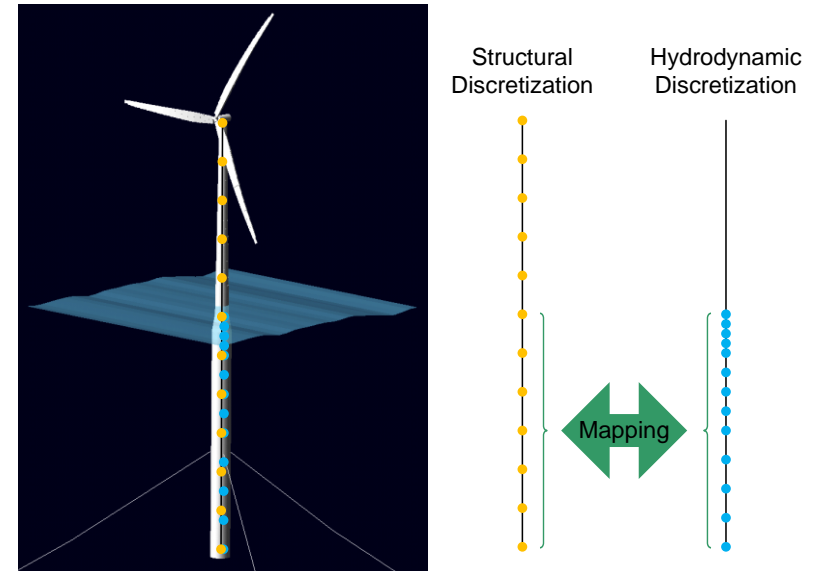 Structural
Discretization
Hydrodynamic
Discretization
Mapping